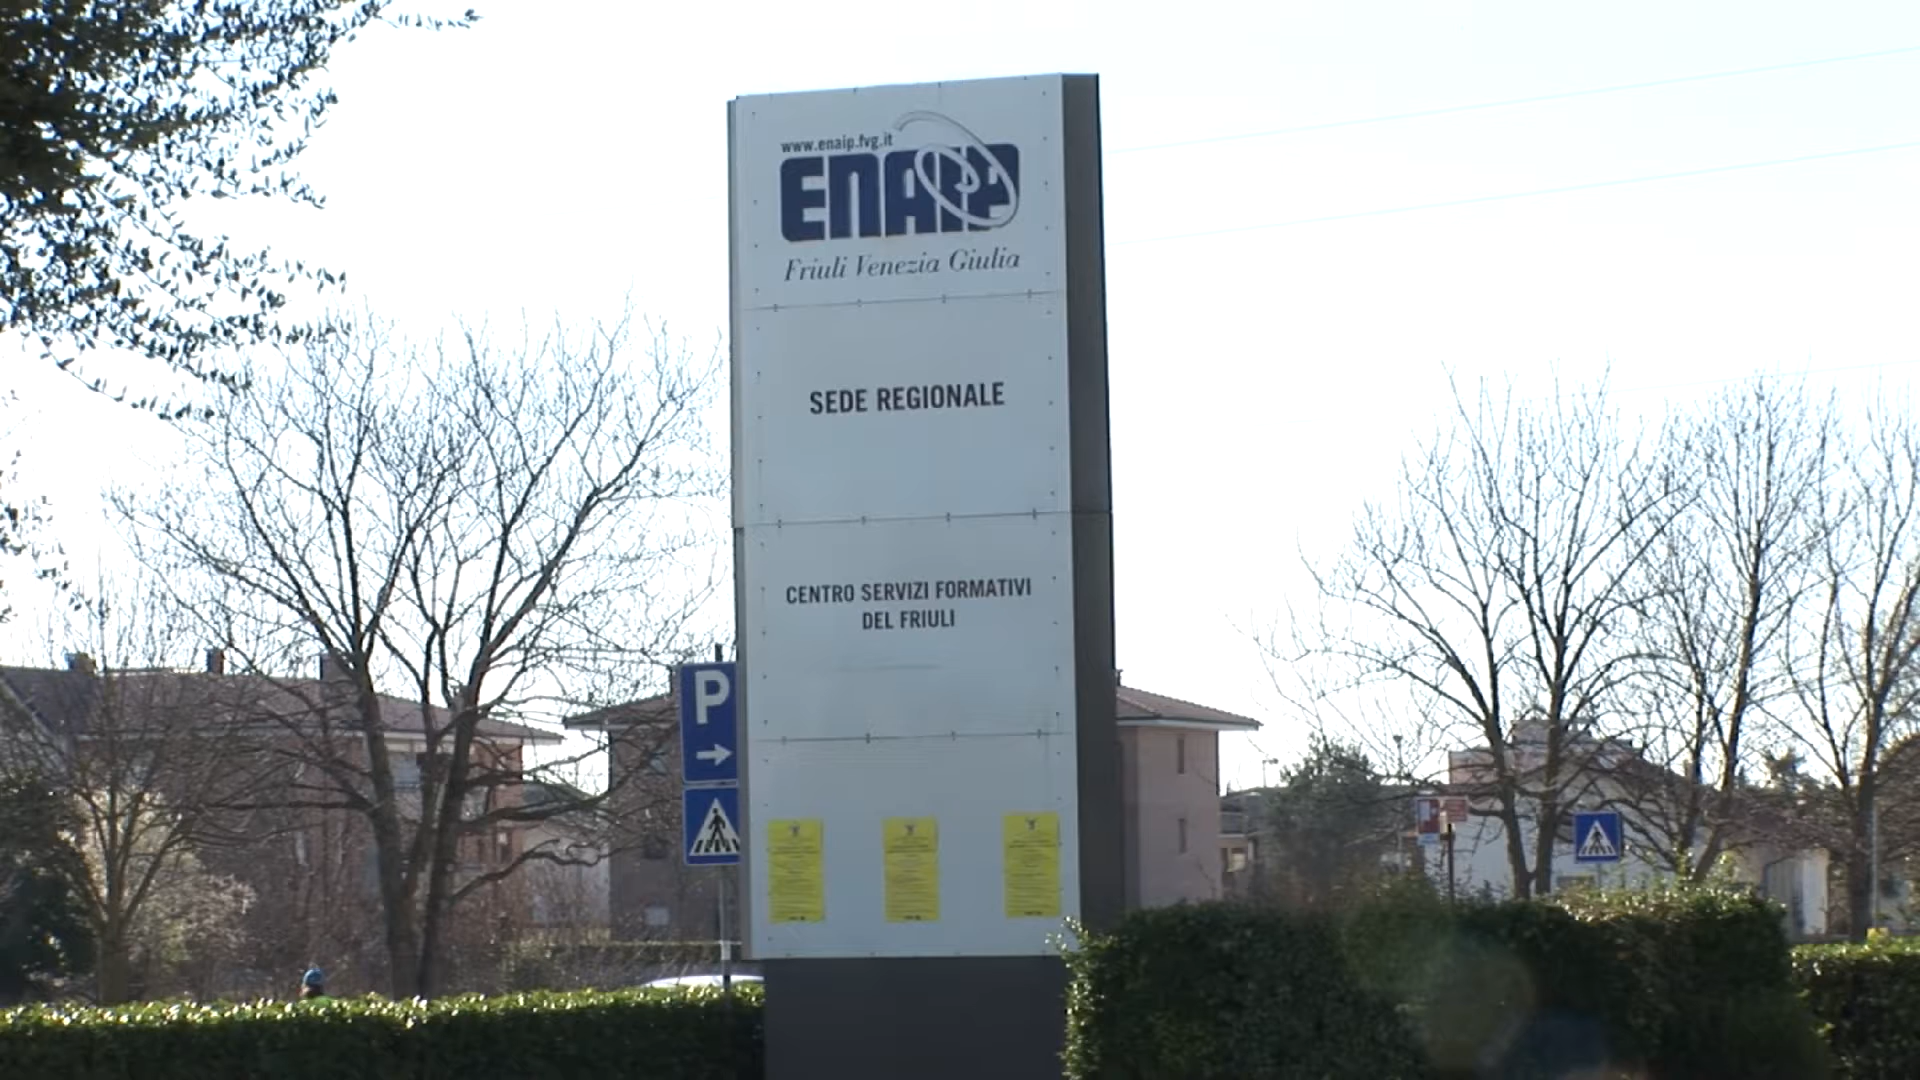 www.enaip.fvg.it
ENAIP
Friuli Venezia Giulia
SEDE REGIONALE
CENTRO SERVIZI FORMATIVI
DEL FRIULI
P